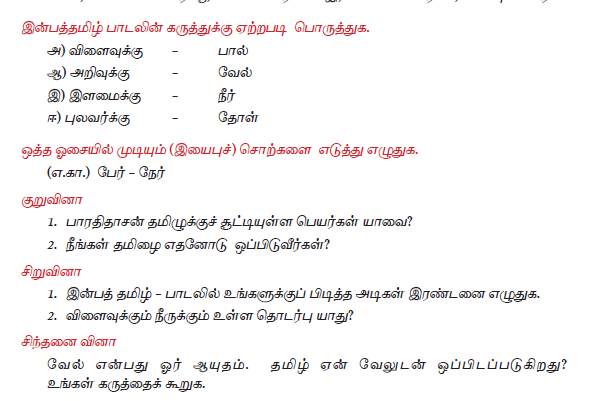 இன்பத்தமிழ் பாடலின் கருத்துக்கு ஏற்றபடி பொருத்துக.
அ) விளைவுக்கு – பால்
ஆ) அறிவுக்கு – வேல்
இ) இளமைக்கு – நீர்
ஈ) புலவர்க்கு – தோள்
ஒத்த ஓசையில் முடியும் (இயைபுச்) சொற்களை எடுத்து எழுதுக.
(எ.கா.) பேர் – நேர்
குறுவினா
1. பாரதிதாசன் தமிழுக்குச் சூட்டியுள்ள பெயர்கள் யாவை?
2. நீங்கள் தமிழை எதனோடு ஒப்பிடுவீர்கள்?
சிறுவினா
1. இன்பத் தமிழ் – பாடலில் உங்களுக்குப் பிடித்த அடிகள் இரண்டனை எழுதுக.
2. விளைவுக்கும் நீருக்கும் உள்ள தொடர்பு யாது?
சிந்தனை வினா
வேல் என்பது ஓர் ஆயுதம். தமிழ் ஏன் வேலுடன் ஒப்பிடப்படுகிறது?
உங்கள் கருத்தைக் கூறுக.